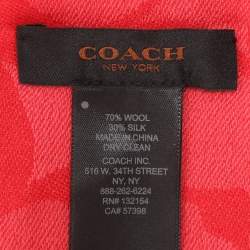 COACH
NEW YORK
70% WOOL
30% SILK
MADE IN CHINA
DRY CLEAN
COACH INC.
516 W. 34TH STREET
NY, NY
888-262-6224
RN# 132154
CA# 57398